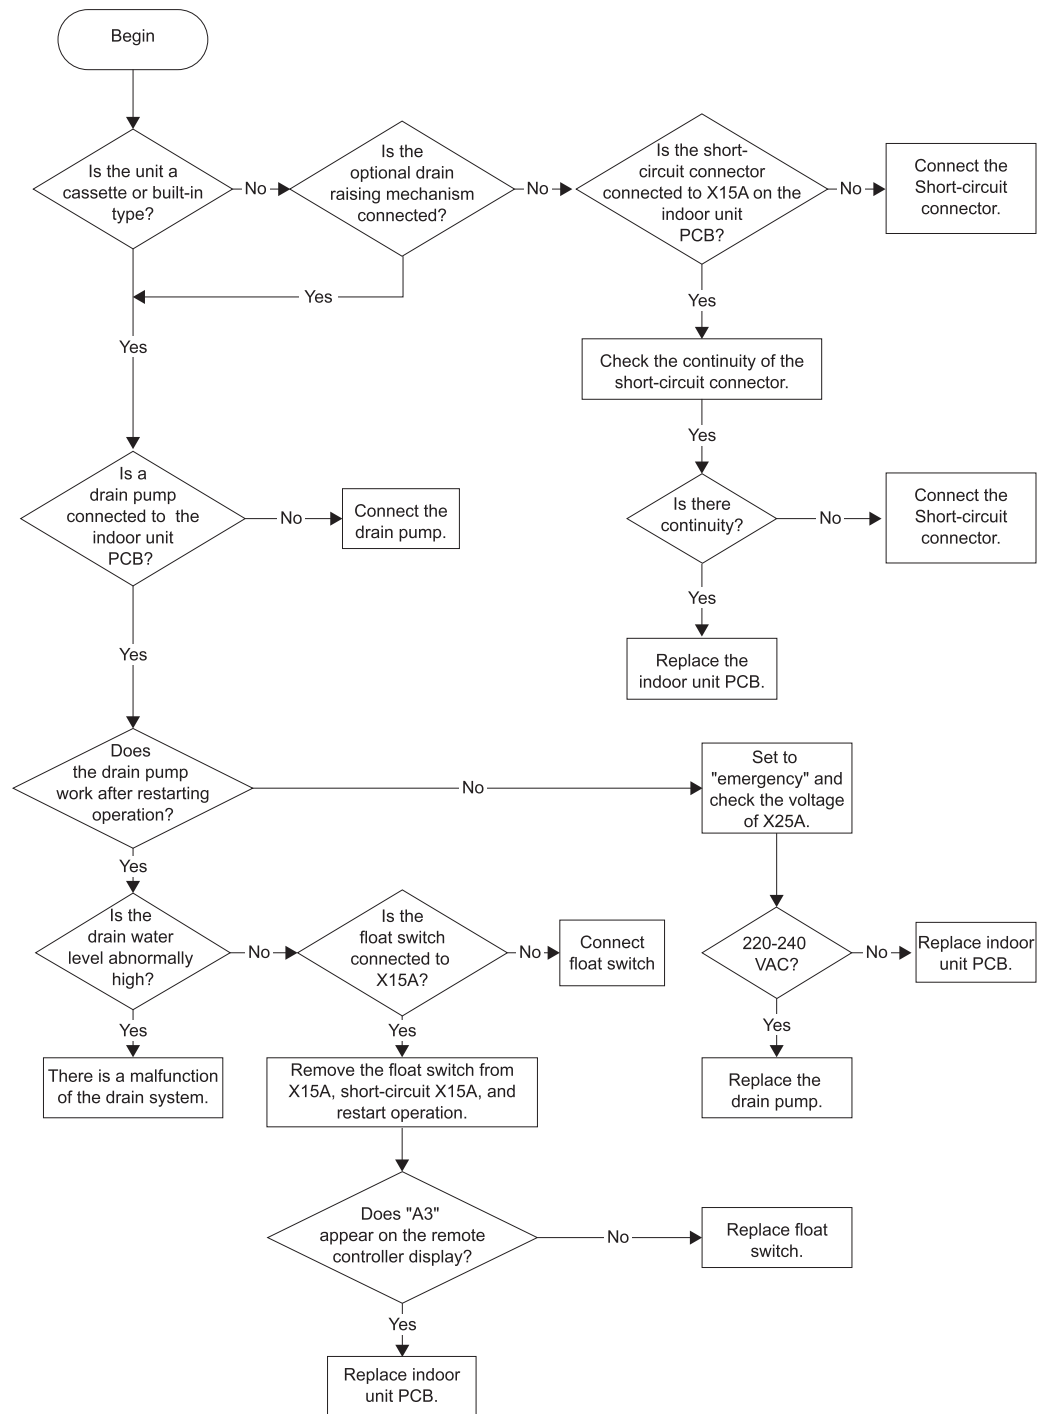 Begin
Is the unit a
cassette or built-in
type?
No
Is the
optional drain
raising mechanism
connected?
No
Is the short-
circuit connector
connected to X15A on the
indoor unit
PCB?
No
Connect the
Short-circuit
connector.
Yes
Yes
Yes
Check the continuity of the
short-circuit connector.
Yes
Is a
drain pump
connected to the
indoor unit
PCB?
No
Connect the
drain pump.
Is there
continuity?
No
Connect the
Short-circuit
connector.
Yes
Yes
Replace the
indoor unit PCB.
Does
the drain pump
work after restarting
operation?
No
Set to
"emergency" and
check the voltage
of X25A.
Yes
Is the
drain water
level abnormally
high?
No
Is the
float switch
connected to
X15A?
No
Connect
float switch
220-240
VAC?
No
Replace indoor
unit PCB.
Yes
Yes
Yes
There is a malfunction
of the drain system.
Remove the float switch from
X15A, short-circuit X15A, and
restart operation.
Replace the
drain pump.
Does "A3"
appear on the remote
controller display?
No
Replace float
switch.
Yes
Replace indoor
unit PCB.